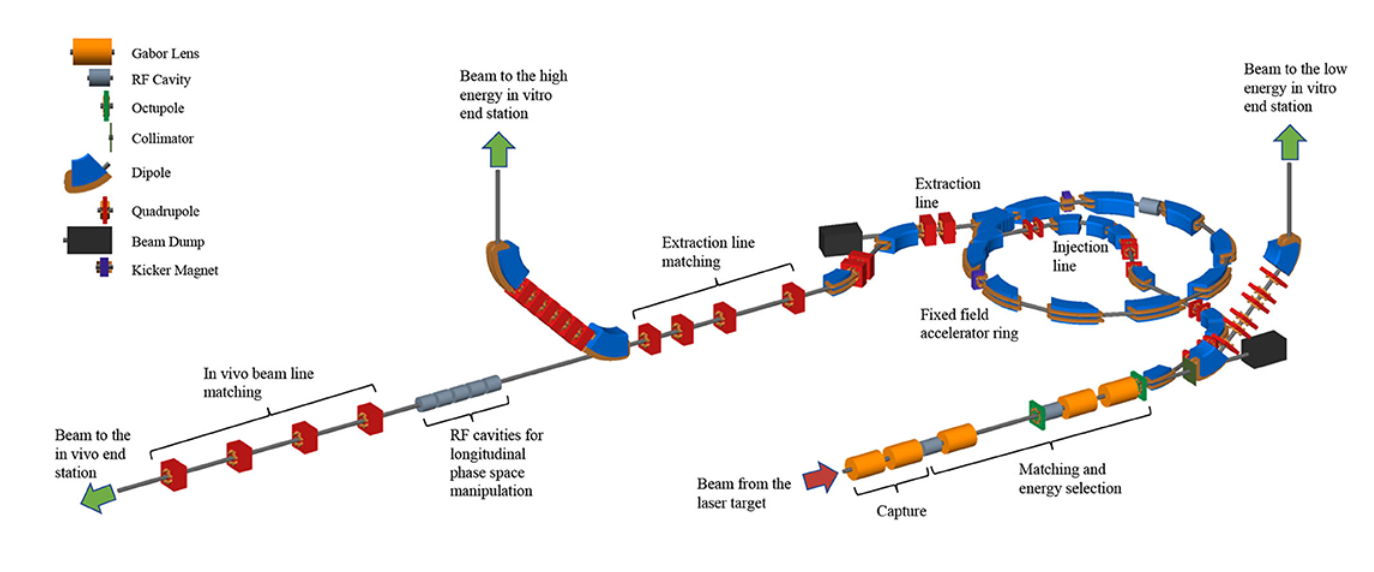 Gabor Lens
RF Cavity
Octupole
Collimator
Dipole
Quadrupole
Beam Dump
Kicker Magnet
Beam to the high
energy in vitro
end station
Beam to the low
energy in vitro
end station
Extraction
line
Extraction line
matching
Injection
line
Fixed field
accelerator ring
In vivo beam line
matching
Beam to the
in vivo end
station
RF cavities for
longitudinal
phase space
manipulation
Beam from the
laser target
Capture
Matching and
energy selection